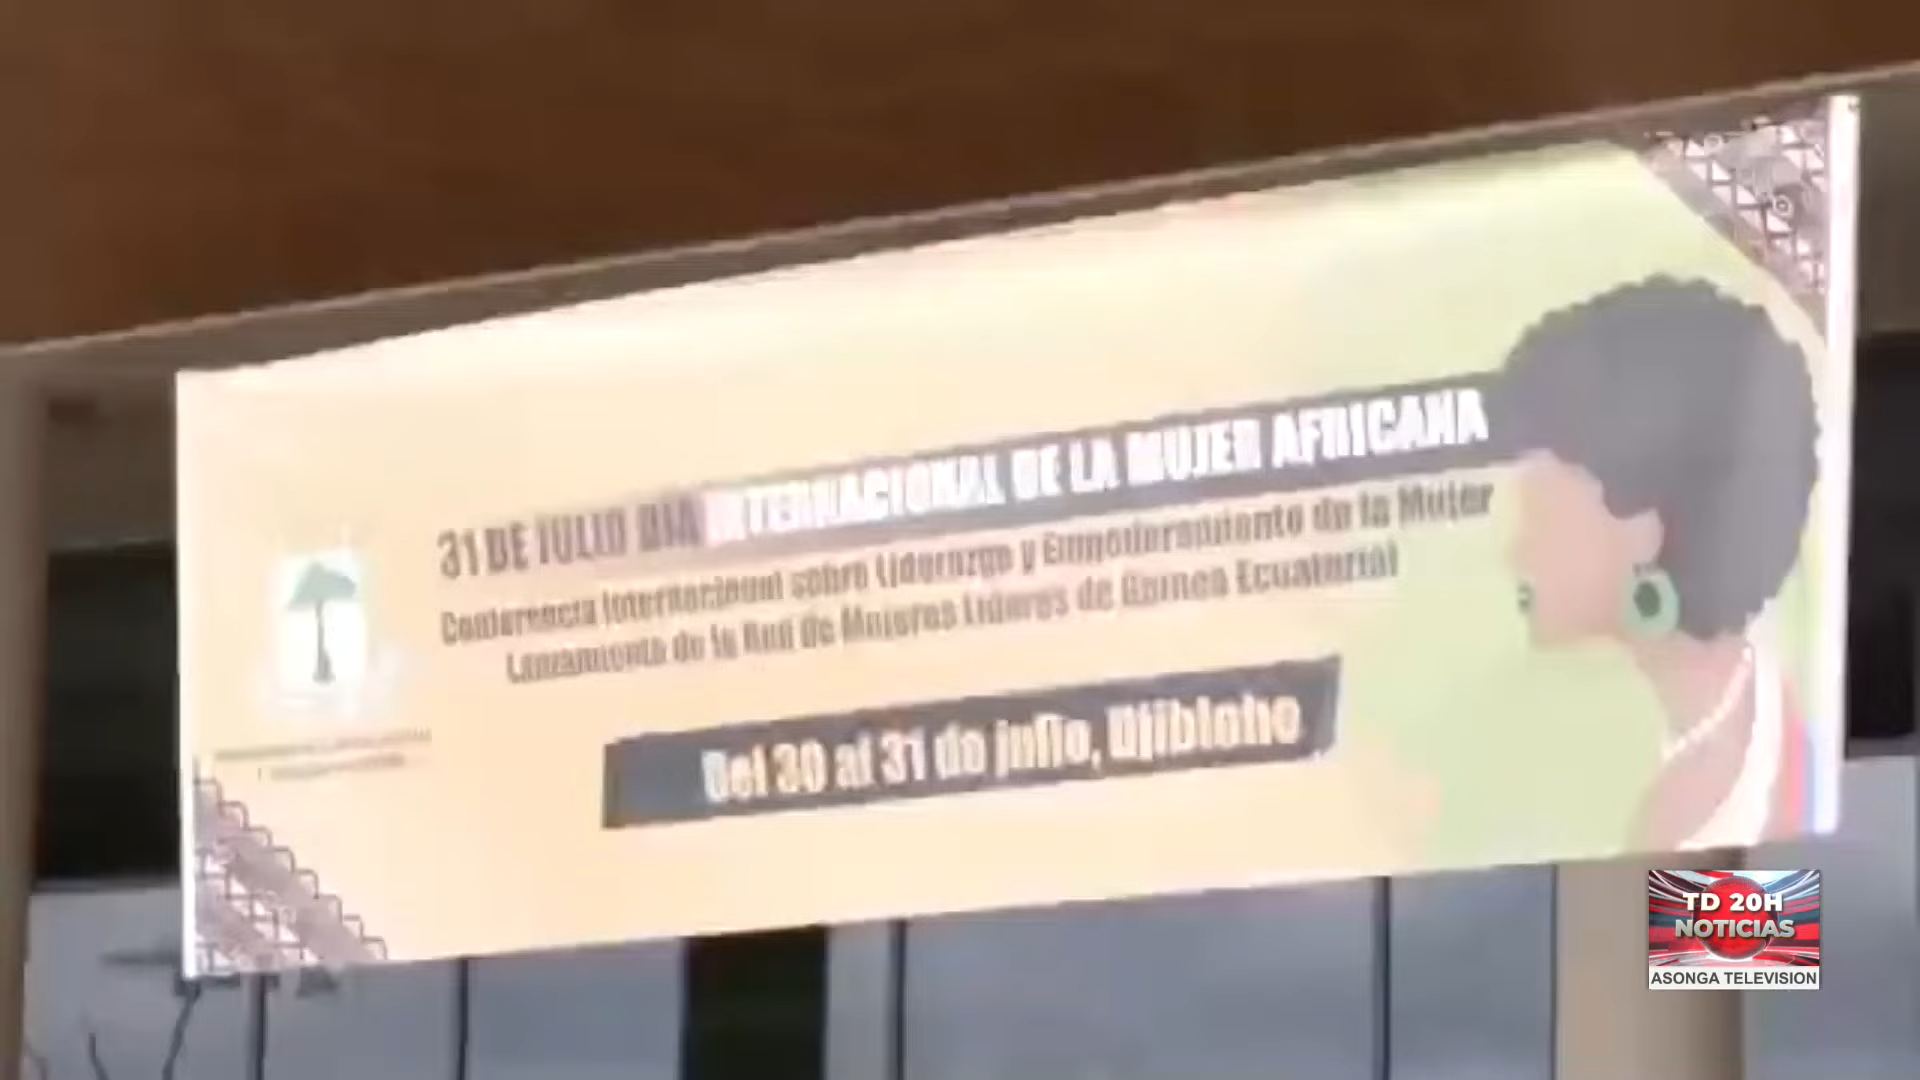 31 DE JULIO DIA INTERNACIONAL DE LA MUJER AFRICANA
Conferencia Internacional sobre Liderazgo y Empoderamiento de la Mujer
Lanzamiento de la Red de Mujeres Lideres de Guinea Ecuatorial
Del 30 al 31 de julio, Djibloho
TD 20H
NOTICIAS
ASONGA TELEVISION